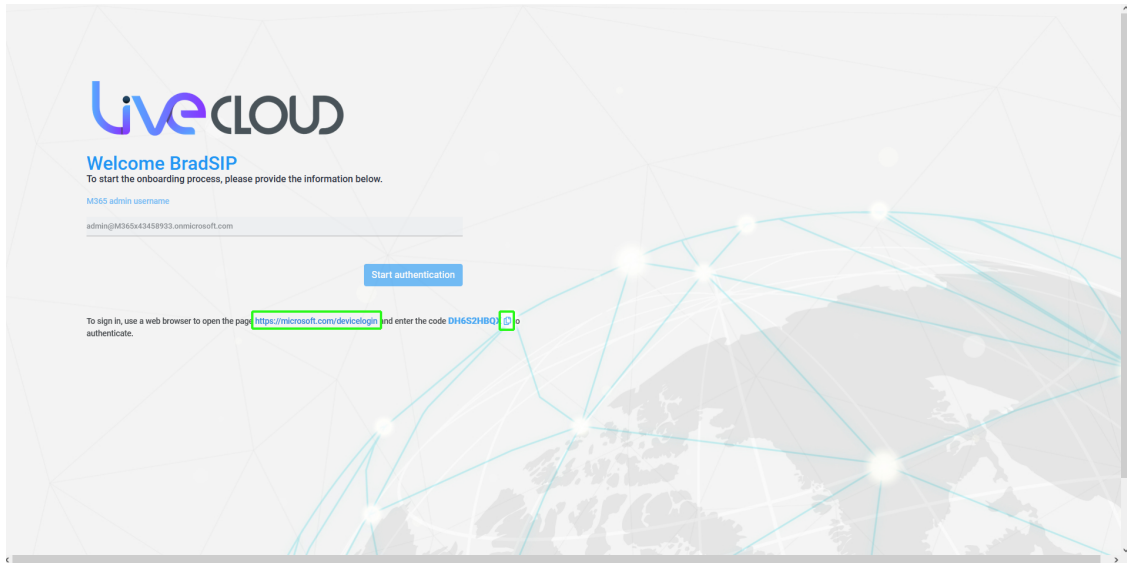 Live CLOUD
Welcome BradSIP
To start the onboarding process, please provide the information below.
M365 admin username
admin@M365x43458933.onmicrosoft.com
Start authentication
To sign in, use a web browser to open the page https://microsoft.com/devicelogin and enter the code to
authenticate.